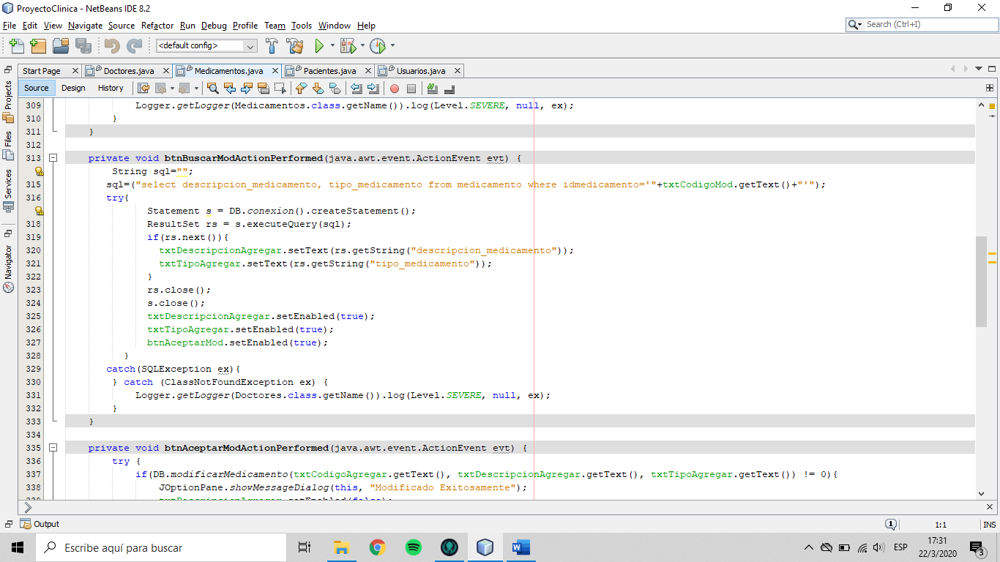 ProyectoClinica - NetBeans IDE 8.2
File Edit View Navigate Source Refactor Run Debug Profile Team Tools Window Help
Search (Ctrl+I)
<default config>
Start Page Doctores.java Medicamentos.java Pacientes.java Usuarios.java
Source Design History
Projects
Files
Services
Navigator
309 Logger.getLogger(Medicamentos.class.getName()).log(Level.SEVERE, null, ex);
310 }
311 }
312
313 private void btnBuscarModActionPerformed(java.awt.event.ActionEvent evt) {
String sql="";
315 sql=("select descripcion_medicamento, tipo_medicamento from medicamento where idmedicamento='"+txtCodigoMod.getText()+"'");
316 try{
Statement s = DB.conexion().createStatement();
318 ResultSet rs = s.executeQuery(sql);
319 if(rs.next()){
320 txtDescripcionAgregar.setText(rs.getString("descripcion_medicamento"));
321 txtTipoAgregar.setText(rs.getString("tipo_medicamento"));
322 }
323 rs.close();
324 s.close();
325 txtDescripcionAgregar.setEnabled(true);
326 txtTipoAgregar.setEnabled(true);
327 btnAceptarMod.setEnabled(true);
328 }
329 catch(SQLException ex){
330 } catch (ClassNotFoundException ex) {
331 Logger.getLogger(Doctores.class.getName()).log(Level.SEVERE, null, ex);
332 }
333 }
334
335 private void btnAceptarModActionPerformed(java.awt.event.ActionEvent evt) {
336 try {
337 if(DB.modificarMedicamento(txtCodigoAgregar.getText(), txtDescripcionAgregar.getText(), txtTipoAgregar.getText()) != 0){
338 JOptionPane.showMessageDialog(this, "Modificado Exitosamente");
Output
1
1:1
INS
Escribe aquí para buscar
ESP
17:31
22/3/2020
3